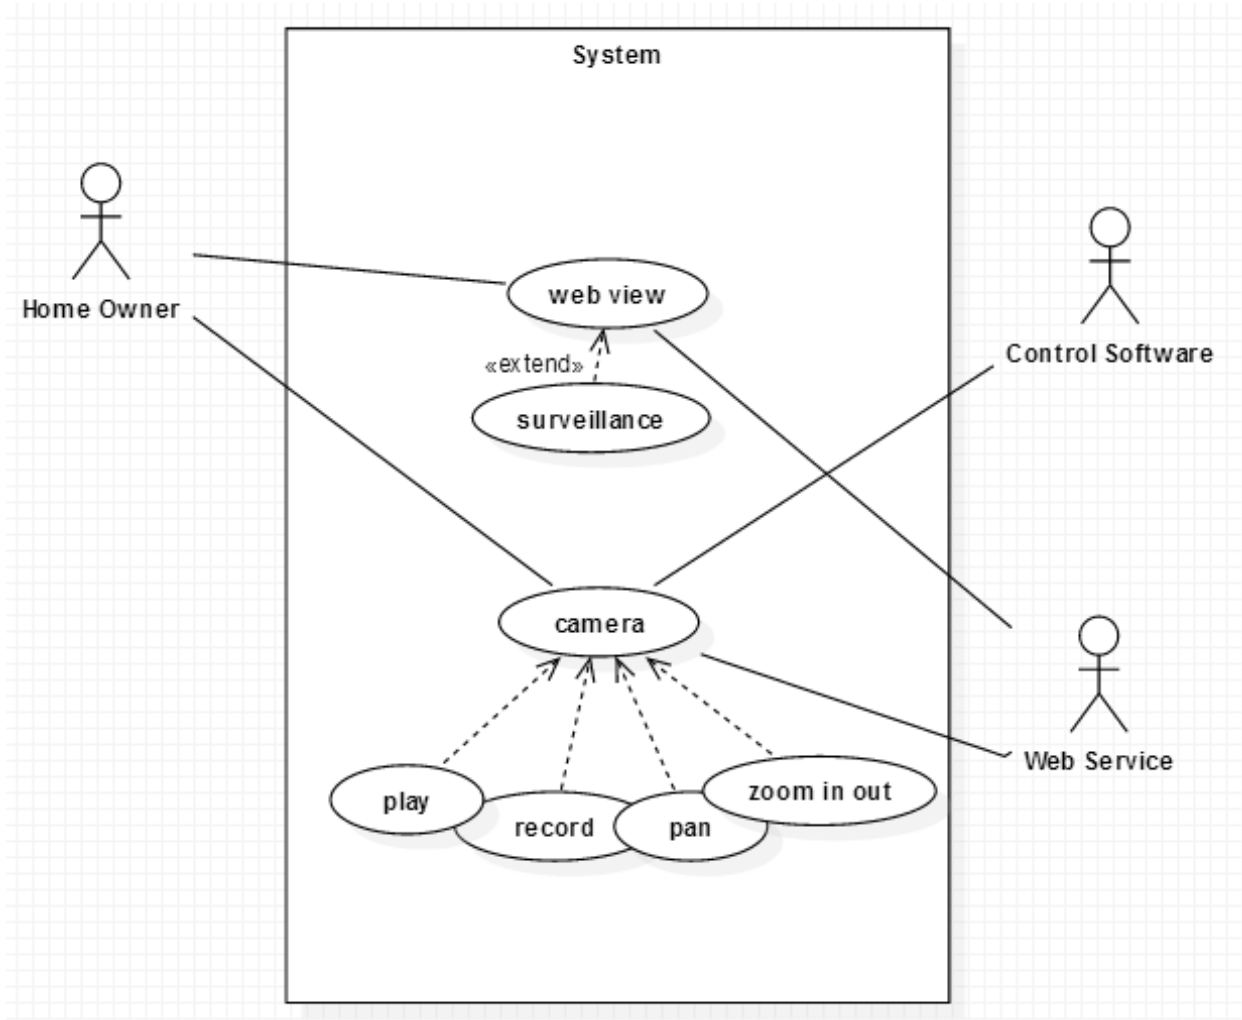 System
Home Owner
web view
Control Software
«extend»
surveillance
camera
Web Service
play
record
pan
zoom in out